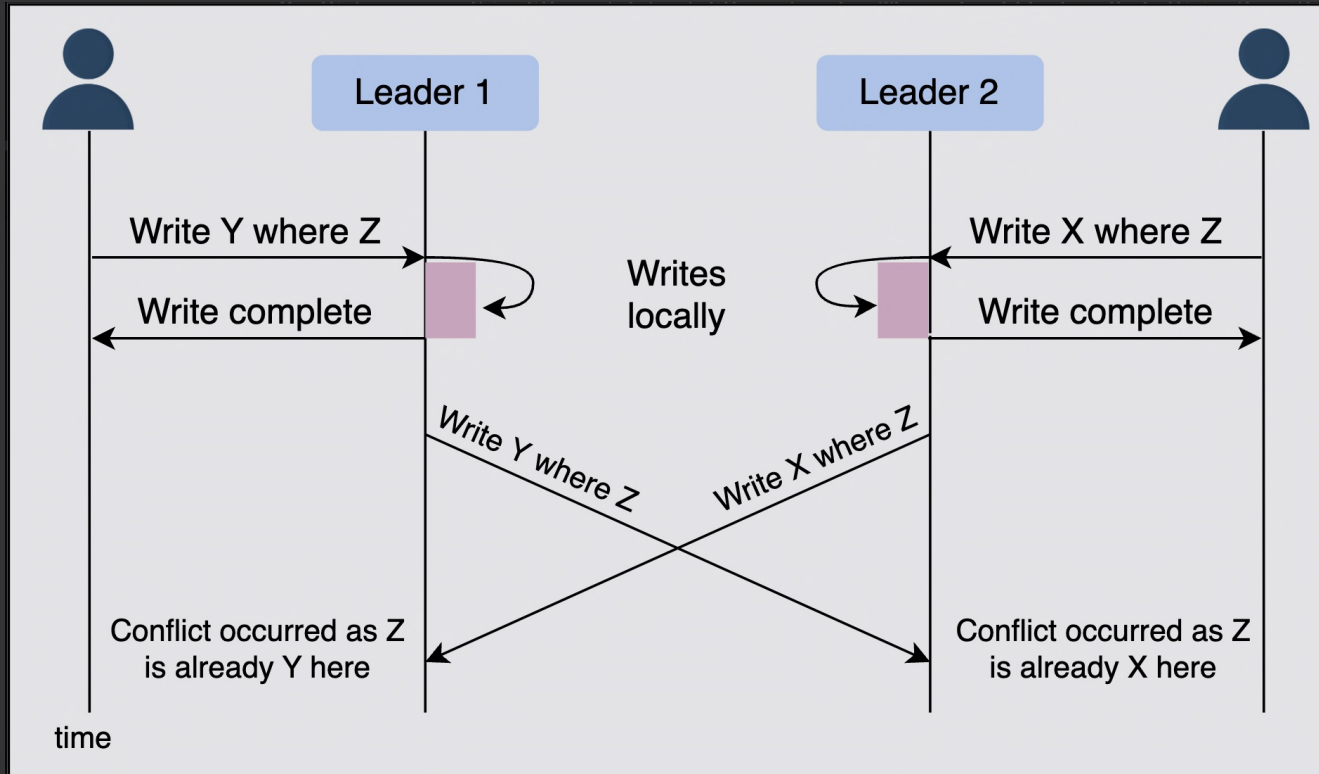 Leader 1
Leader 2
Write Y where Z
Write X where Z
Writes
locally
Write complete
Write complete
Write Y where Z
Write X where Z
Conflict occurred as Z
is already Y here
Conflict occurred as Z
is already X here
time